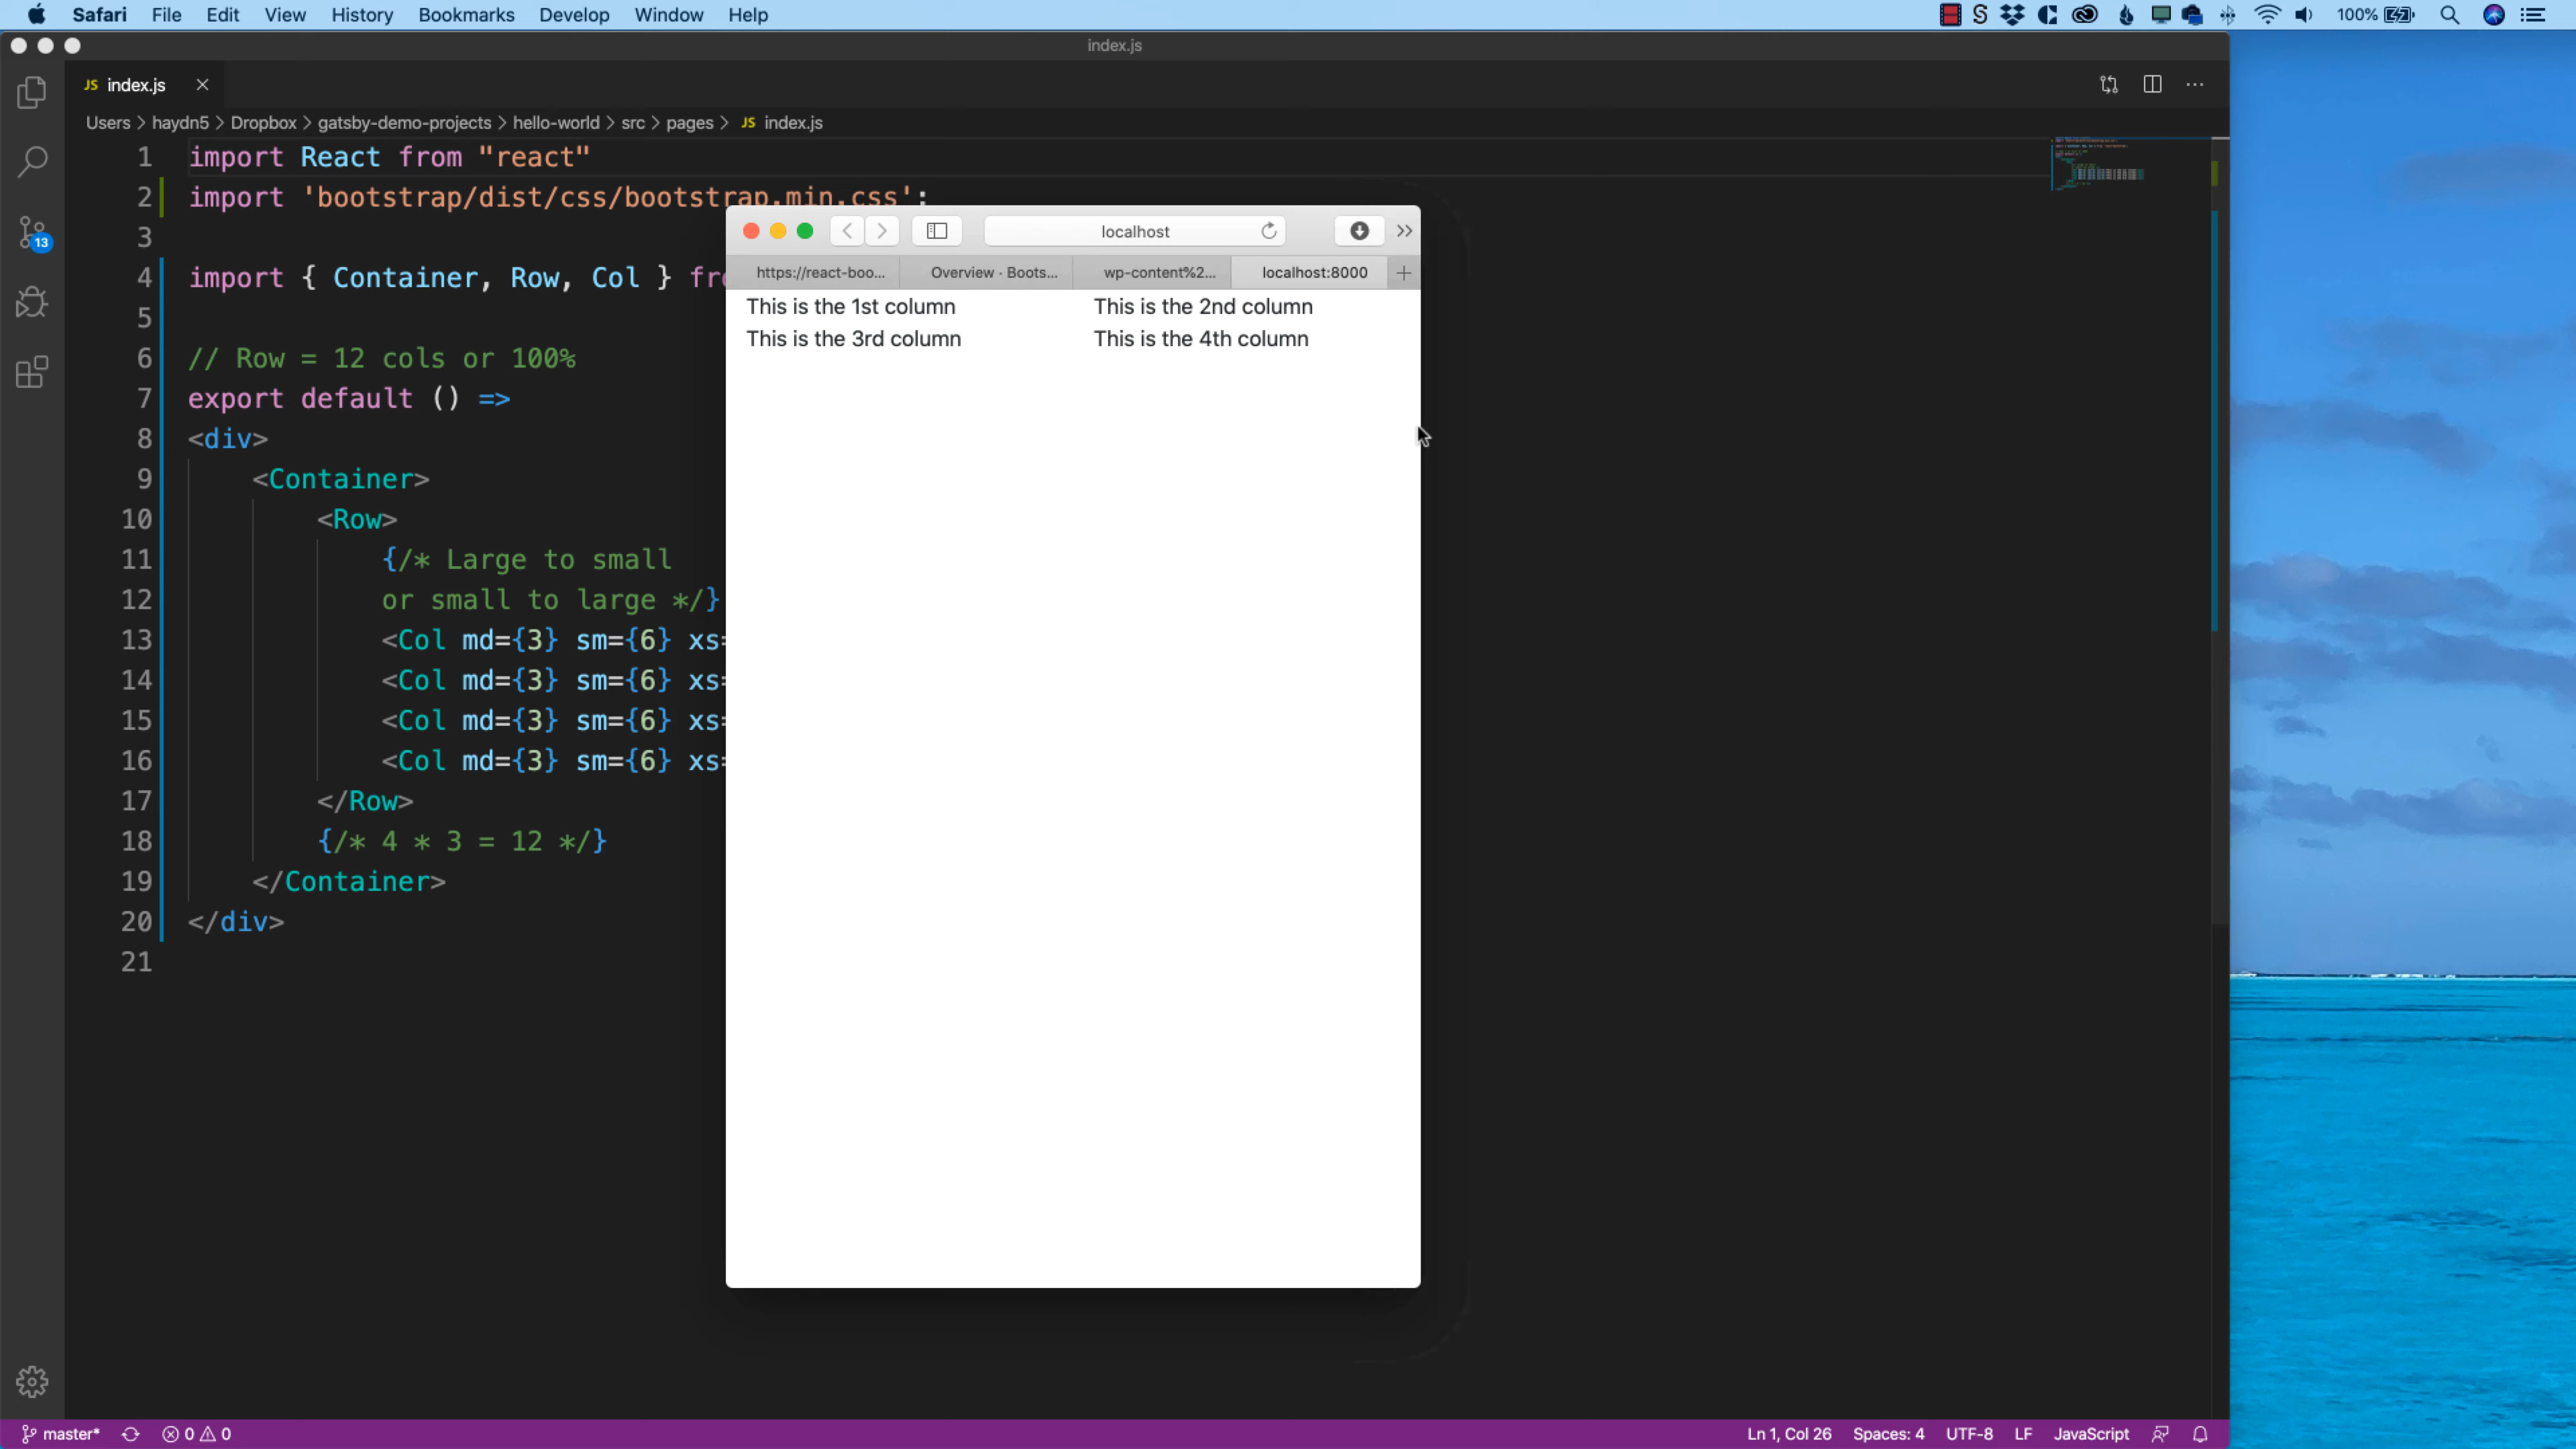 Safari File Edit View History Bookmarks Develop Window Help
100%
index.js
JS index.js
Users > haydn5 > Dropbox > gatsby-demo-projects > hello-world > src > pages > JS index.js
1 import React from "react"
2 import 'bootstrap/dist/css/bootstrap.min.css';
3
4 import { Container, Row, Col } fro
5
6 // Row = 12 cols or 100%
7 export default () =>
8 <div>
9 <Container>
10 <Row>
11 {/* Large to small
12 or small to large */}
13 <Col md={3} sm={6} xs=
14 <Col md={3} sm={6} xs=
15 <Col md={3} sm={6} xs=
16 <Col md={3} sm={6} xs=
17 </Row>
18 {/* 4 * 3 = 12 */}
19 </Container>
20 </div>
21
13
localhost
https://react-boo... Overview · Boots... wp-content%2... localhost:8000
This is the 1st column This is the 2nd column
This is the 3rd column This is the 4th column
master* 0 0 Ln 1, Col 26 Spaces: 4 UTF-8 LF JavaScript